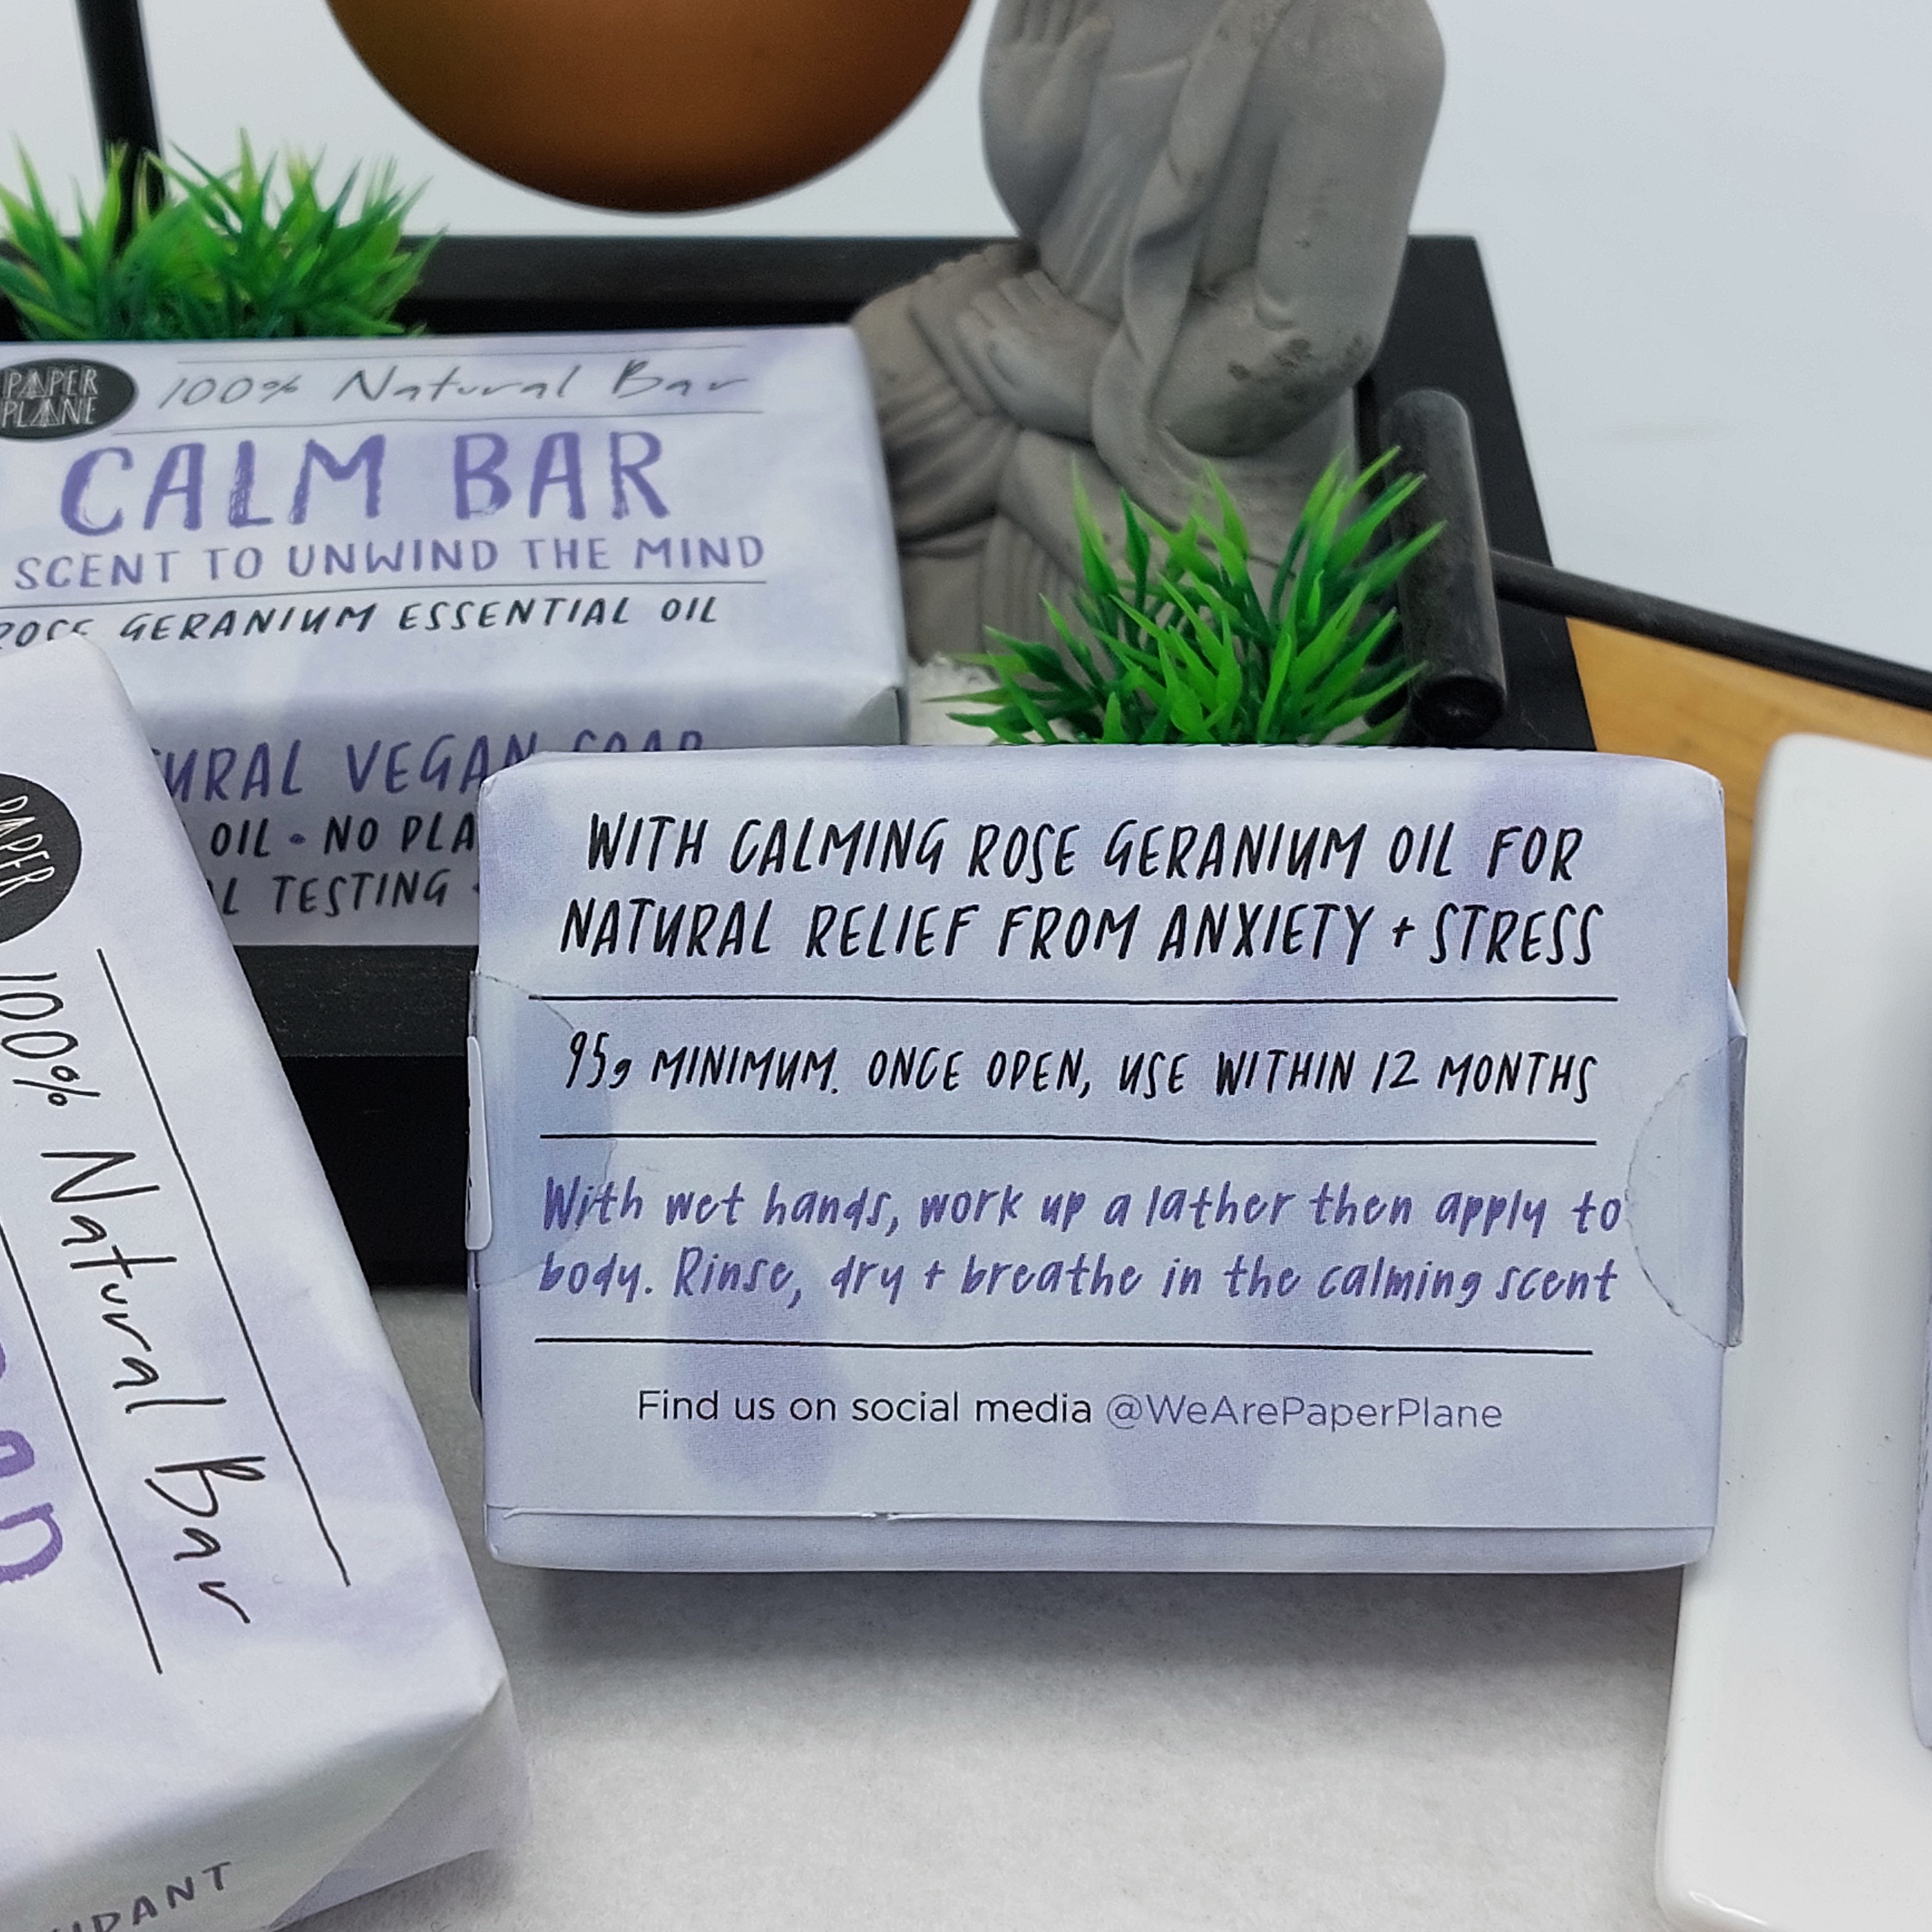 PAPER
PLANE
100% Natural Bar
CALM BAR
SCENT TO UNWIND THE MIND
GERANIUM ESSENTIAL OIL
VEGAN SOAP
OIL • NO
TESTING
WITH CALMING ROSE GERANIUM OIL FOR
NATURAL RELIEF FROM ANXIETY + STRESS
95g MINIMUM. ONCE OPEN, USE WITHIN 12 MONTHS
With wet hands, work up a lather then apply to
body. Rinse, dry + breathe in the calming scent
Find us on social media @WeArePaperPlane
PAPER
100% Natural Bar